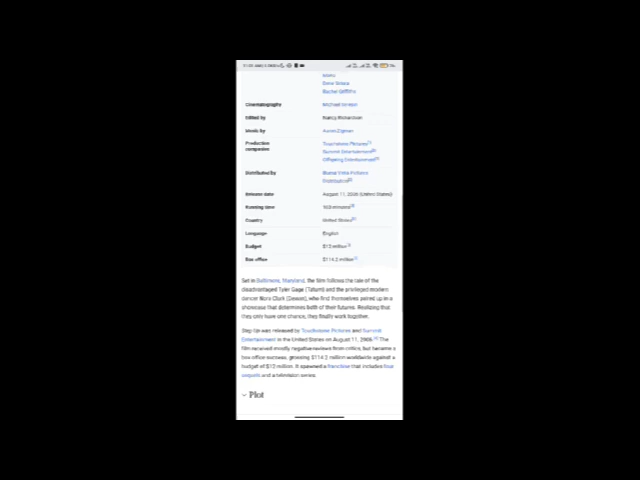 Rachel Griffin
Cinematography
Edited by
Nancy Richardson
Music by
Aaron Zigman
Production companies
Touchstone Pictures
Summit Entertainment
Offspring Entertainment
Distributed by
Buena Vista Pictures
Distribution
Release date
August 11, 2006 (United States)
Running time
Country
United States
Language
English
Budget
$12 million
Box office
$114.2 million
Set in Baltimore, Maryland, the film follows the tale of the
disadvantaged Tyler Gage (Tatum) and the privileged modern
dancer Nora Clark (Dewan), who find themselves paired up in a
showcase that determines both of their futures. Realizing that
they only have one chance, they finally work together.
Step Up was released by Touchstone Pictures and Summit
Entertainment in the United States on August 11, 2006. The
film received mostly negative reviews from critics, but became a
box office success, grossing $114.2 million worldwide against a
budget of $12 million. It spawned a franchise that includes four
sequels and a television series.
Plot